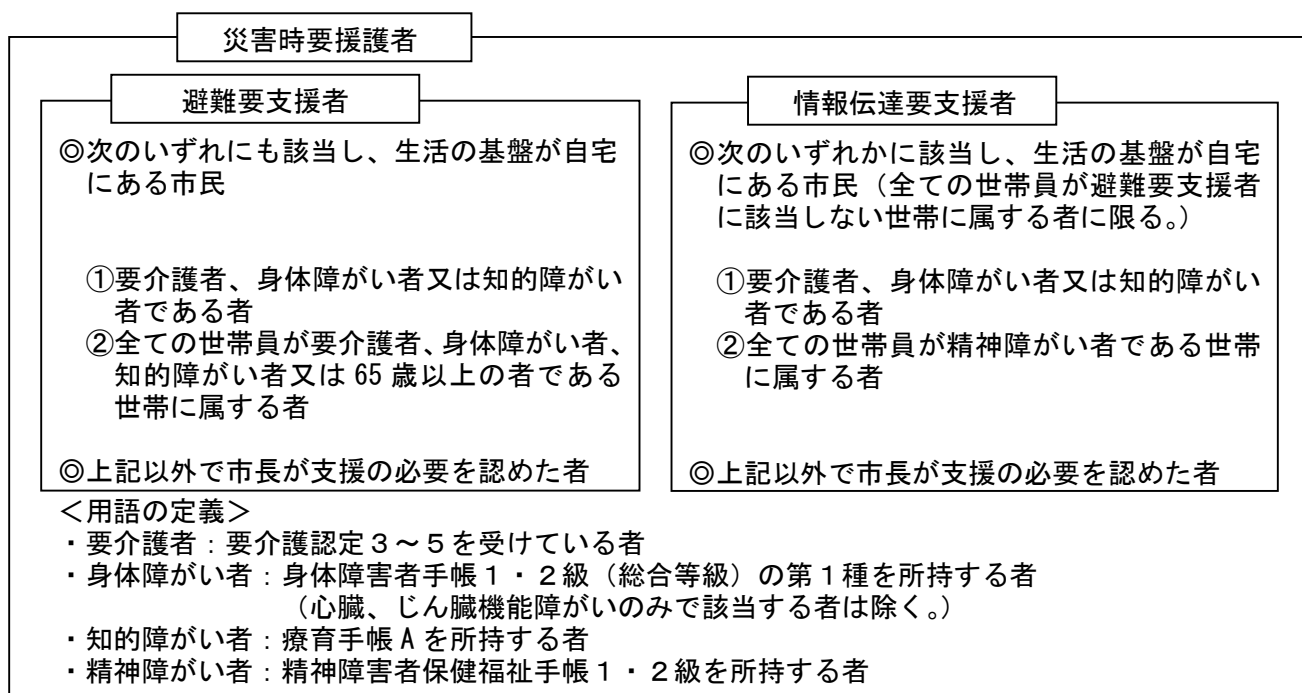 災害時要援護者
避難要支援者
◎次のいずれにも該当し、生活の基盤が自宅
にある市民
①要介護者、身体障がい者又は知的障がい
者である者
②全ての世帯員が要介護者、身体障がい者、
知的障がい者又は65歳以上の者である
世帯に属する者
◎上記以外で市長が支援の必要を認めた者
情報伝達要支援者
◎次のいずれかに該当し、生活の基盤が自宅
にある市民（全ての世帯員が避難要支援者
に該当しない世帯に属する者に限る。）
①要介護者、身体障がい者又は知的障がい
者である者
②全ての世帯員が精神障がい者である世帯
に属する者
◎上記以外で市長が支援の必要を認めた者
＜用語の定義＞
・要介護者：要介護認定３～５を受けている者
・身体障がい者：身体障害者手帳１・２級（総合等級）の第１種を所持する者
（心臓、じん臓機能障がいのみで該当する者は除く。）
・知的障がい者：療育手帳Aを所持する者
・精神障がい者：精神障害者保健福祉手帳１・２級を所持する者